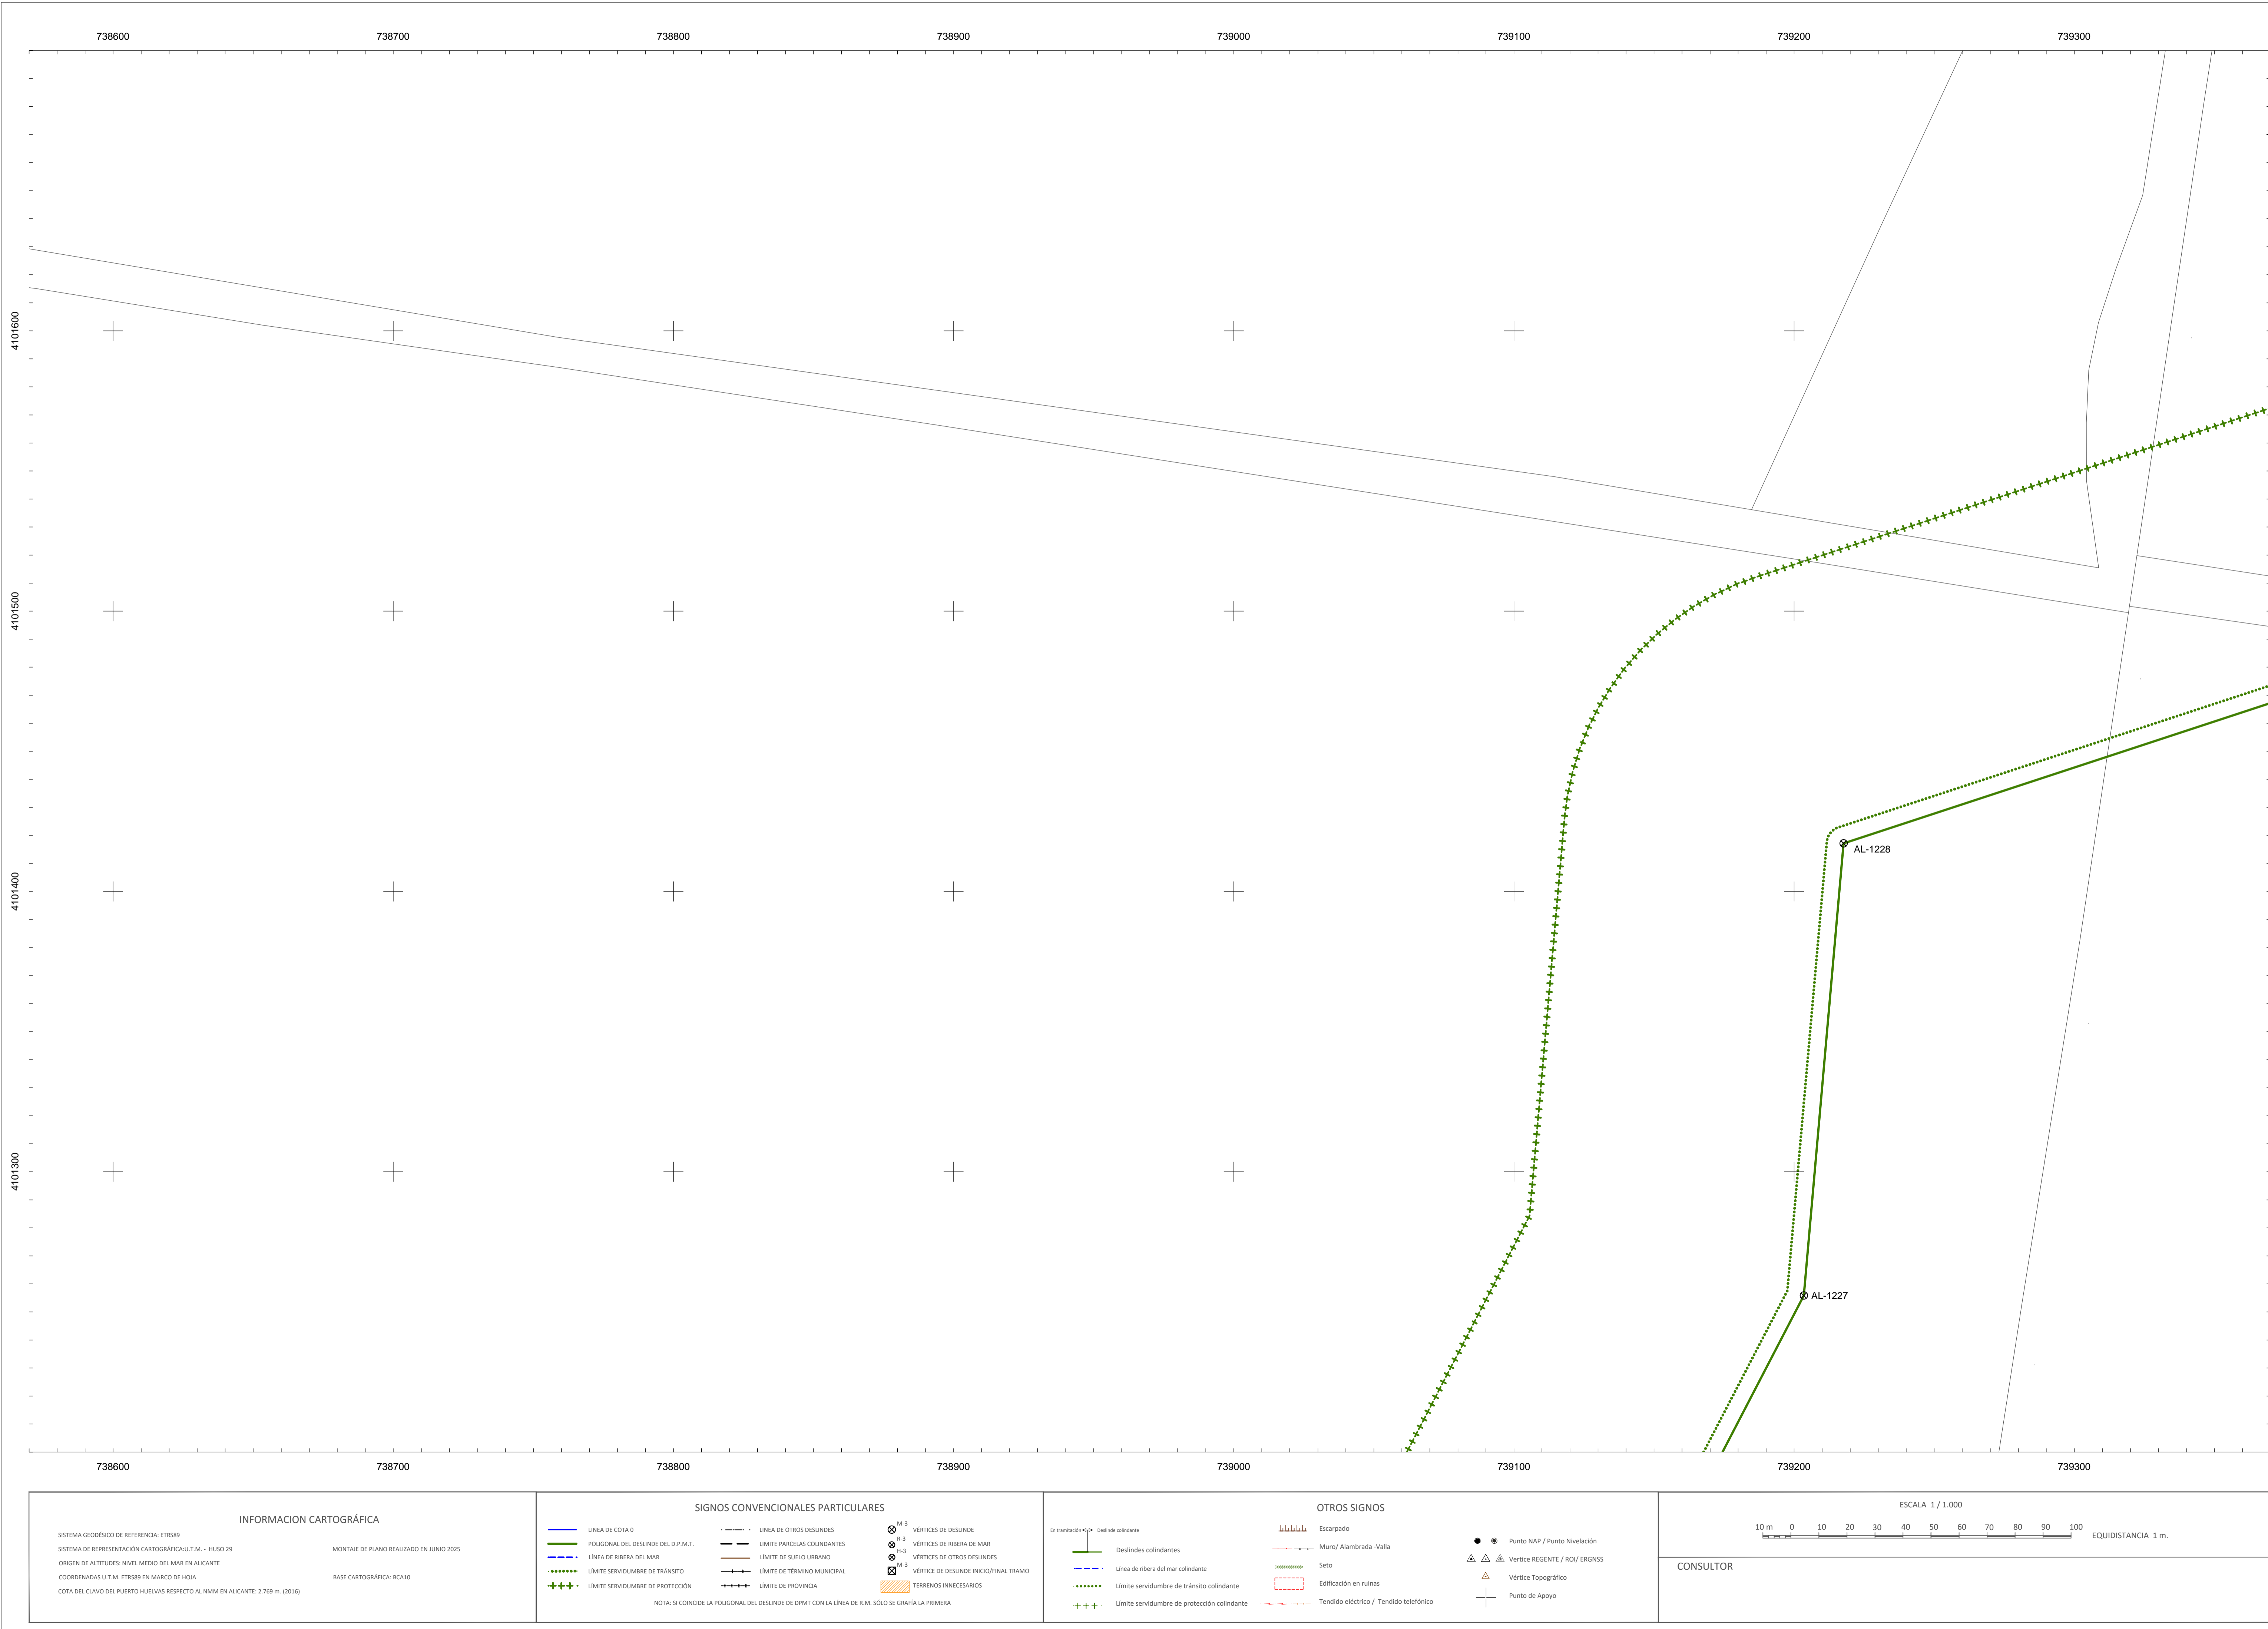 738600 738700 738800 738900 739000 739100 739200 739300
4101600
4101500
4101400
4101300
AL-1228
AL-1227
738600 738700 738800 738900 739000 739100 739200 739300
INFORMACION CARTOGRÁFICA
SISTEMA GEODÉSICO DE REFERENCIA: ETRS89
SISTEMA DE REPRESENTACIÓN CARTOGRÁFICA:U.T.M. - HUSO 29 MONTAJE DE PLANO REALIZADO EN JUNIO 2025
ORIGEN DE ALTITUDES: NIVEL MEDIO DEL MAR EN ALICANTE
COORDENADAS U.T.M. ETRS89 EN MARCO DE HOJA BASE CARTOGRÁFICA: BCA10
COTA DEL CLAVO DEL PUERTO HUELVAS RESPECTO AL NMM EN ALICANTE: 2.769 m. (2016)
SIGNOS CONVENCIONALES PARTICULARES
LINEA DE COTA 0
POLIGONAL DEL DESLINDE DEL D.P.M.T.
LÍNEA DE RIBERA DEL MAR
LÍMITE SERVIDUMBRE DE TRÁNSITO
LÍMITE SERVIDUMBRE DE PROTECCIÓN
LINEA DE OTROS DESLINDES
LIMITE PARCELAS COLINDANTES
LÍMITE DE SUELO URBANO
LÍMITE DE TÉRMINO MUNICIPAL
LÍMITE DE PROVINCIA
M-3 VÉRTICES DE DESLINDE
R-3 VÉRTICES DE RIBERA DE MAR
H-3 VÉRTICES DE OTROS DESLINDES
M-3 VÉRTICE DE DESLINDE INICIO/FINAL TRAMO
TERRENOS INNECESARIOS
NOTA: SI COINCIDE LA POLIGONAL DEL DESLINDE DE DPMT CON LA LÍNEA DE R.M. SÓLO SE GRAFÍA LA PRIMERA
OTROS SIGNOS
En tramitación Deslinde colindante
Deslindes colindantes
Línea de ribera del mar colindante
Límite servidumbre de tránsito colindante
Límite servidumbre de protección colindante
Escarpado
Muro/ Alambrada -Valla
Seto
Edificación en ruinas
Tendido eléctrico / Tendido telefónico
Punto NAP / Punto Nivelación
Vertice REGENTE / ROI/ ERGNSS
Vértice Topográfico
Punto de Apoyo
ESCALA 1 / 1.000
10 m 0 10 20 30 40 50 60 70 80 90 100
EQUIDISTANCIA 1 m.
CONSULTOR